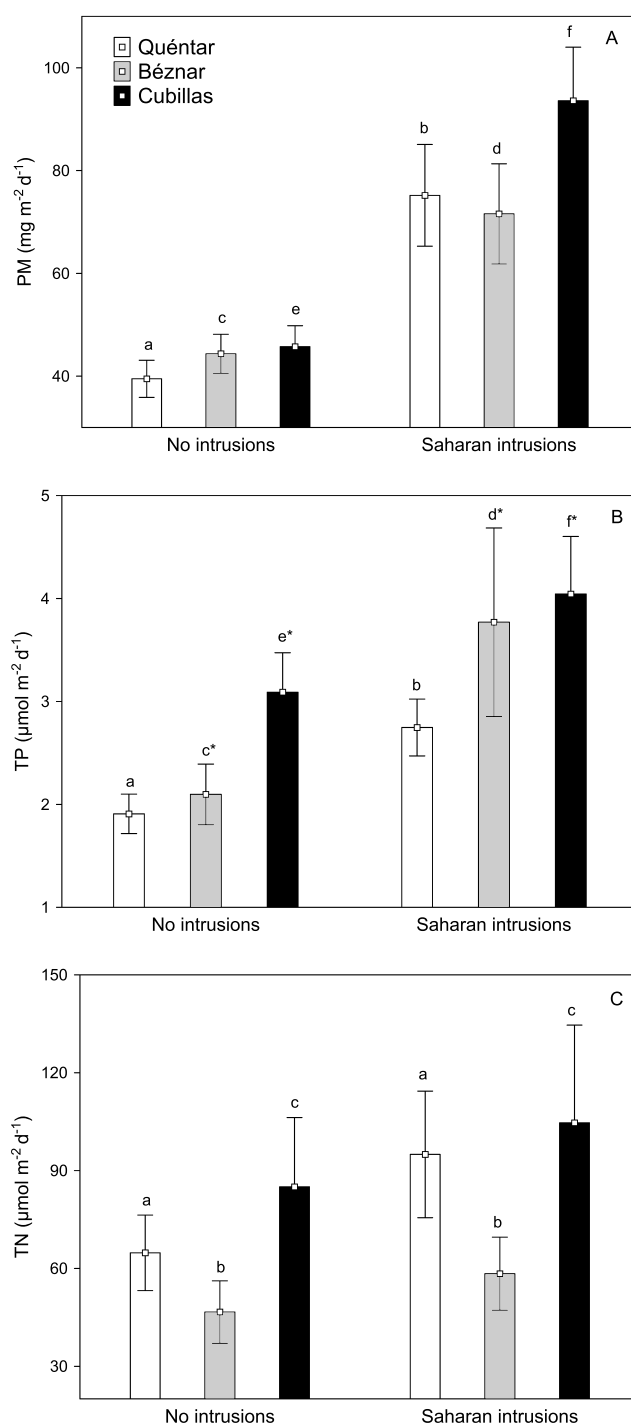 A
Quéntar
Béznar
Cubillas
PM (mg m⁻² d⁻¹)
100
80
60
40
a
c
e
b
d
f
No intrusions
Saharan intrusions
B
TP (µmol m⁻² d⁻¹)
5
4
3
2
1
a
c*
e*
b
d*
f*
No intrusions
Saharan intrusions
C
TN (µmol m⁻² d⁻¹)
150
120
90
60
30
a
b
c
a
b
c
No intrusions
Saharan intrusions